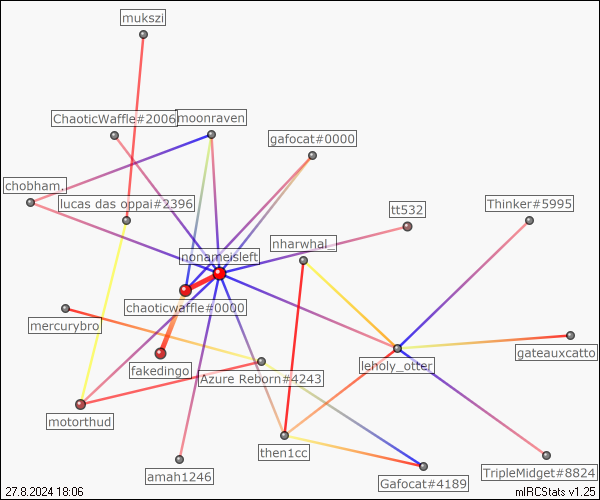 mukszi
ChaoticWaffle#2006
moonraven
gafocat#0000
chobham.
lucas das oppai#2396
tt532
Thinker#5995
nharwhal_
nonameisleft
chaoticwaffle#0000
mercurybro
gateauxcatto
leholy_otter
fakedingo
Azure Reborn#4243
motorthud
then1cc
amah1246
Gafocat#4189
TripleMidget#8824
27.8.2024 18:06
mIRCStats v1.25